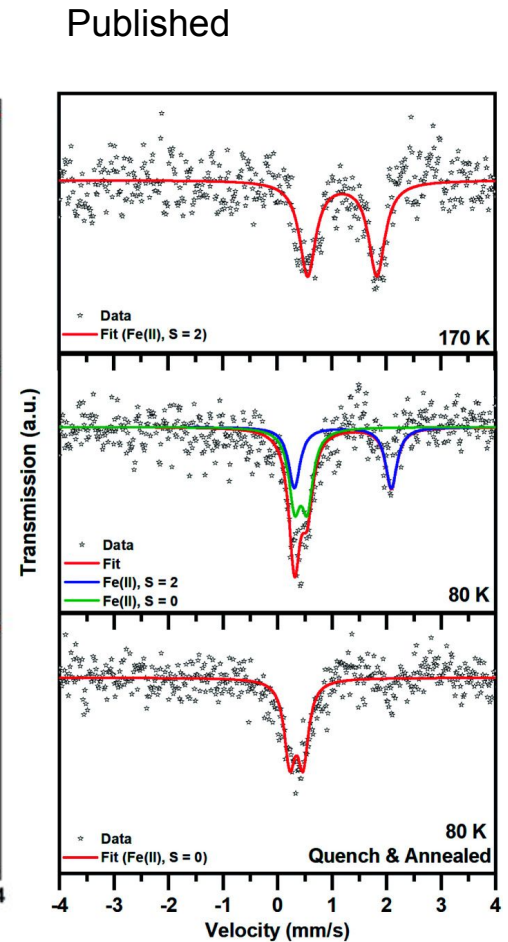 Published
Data
Fit (Fe(II), S = 2)
170 K
Transmission (a.u.)
Data
Fit
Fe(II), S = 2
Fe(II), S = 0
80 K
Data
Fit (Fe(II), S = 0)
80 K
Quench & Annealed
4
-4 -3 -2 -1 0 1 2 3 4
Velocity (mm/s)